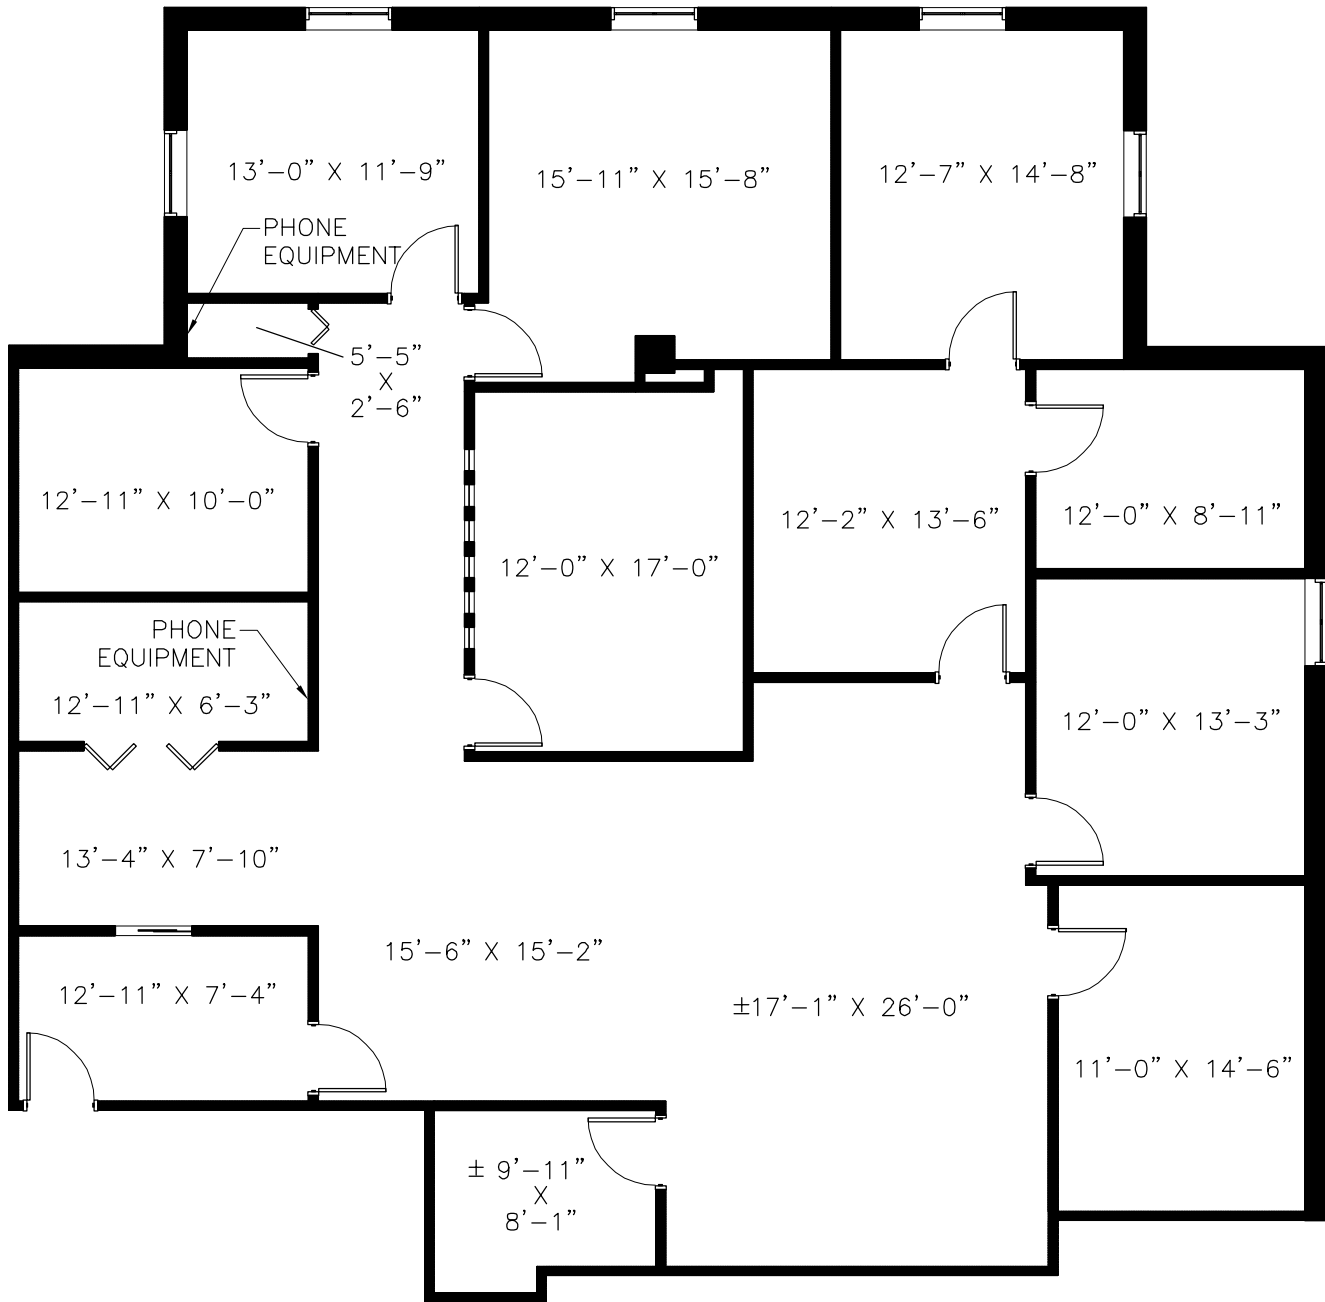 13'-0" X 11'-9"
15'-11" X 15'-8"
12'-7" X 14'-8"
PHONE
EQUIPMENT
5'-5"
X
2'-6"
12'-11" X 10'-0"
12'-0" X 17'-0"
12'-2" X 13'-6"
12'-0" X 8'-11"
PHONE
EQUIPMENT
12'-11" X 6'-3"
12'-0" X 13'-3"
13'-4" X 7'-10"
15'-6" X 15'-2"
12'-11" X 7'-4"
±17'-1" X 26'-0"
11'-0" X 14'-6"
± 9'-11"
X
8'-1"